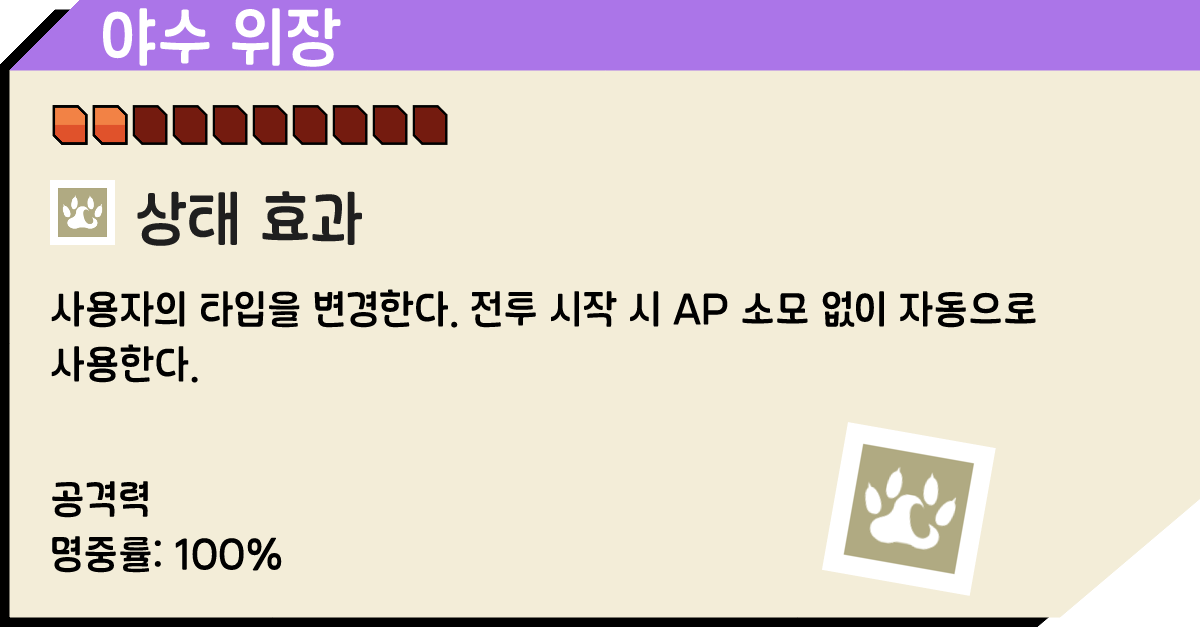 야수 위장
상태 효과
사용자의 타입을 변경한다. 전투 시작 시 AP 소모 없이 자동으로
사용한다.
공격력
명중률: 100%